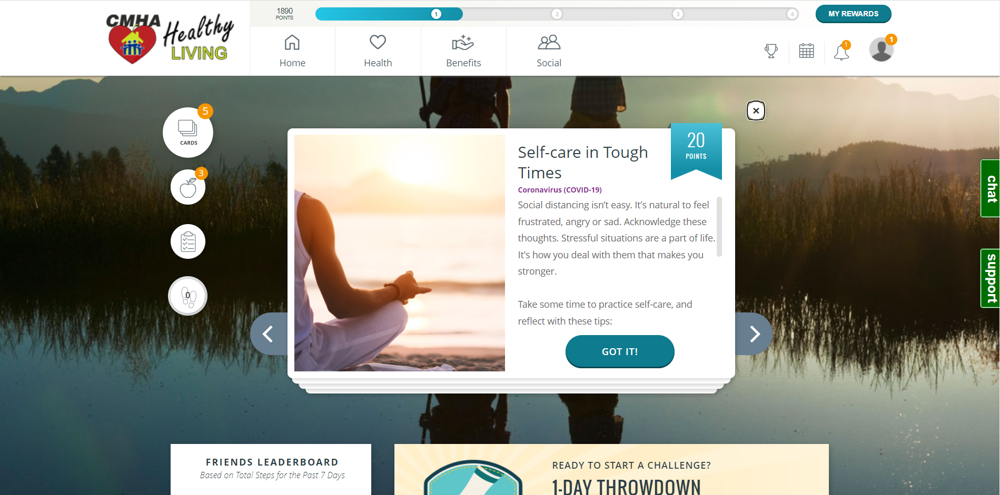 CMHA
Healthy
LIVING
1890
POINTS
1
2
3
4
MY REWARDS
Home
Health
Benefits
Social
1
1
5
CARDS
3
0
×
20
POINTS
Self-care in Tough
Times
Coronavirus (COVID-19)
Social distancing isn’t easy. It’s natural to feel
frustrated, angry or sad. Acknowledge these
thoughts. Stressful situations are a part of life.
It’s how you deal with them that makes you
stronger.
Take some time to practice self-care, and
reflect with these tips:
GOT IT!
chat
support
FRIENDS LEADERBOARD
Based on Total Steps for the Past 7 Days
READY TO START A CHALLENGE?
1-DAY THROWDOWN